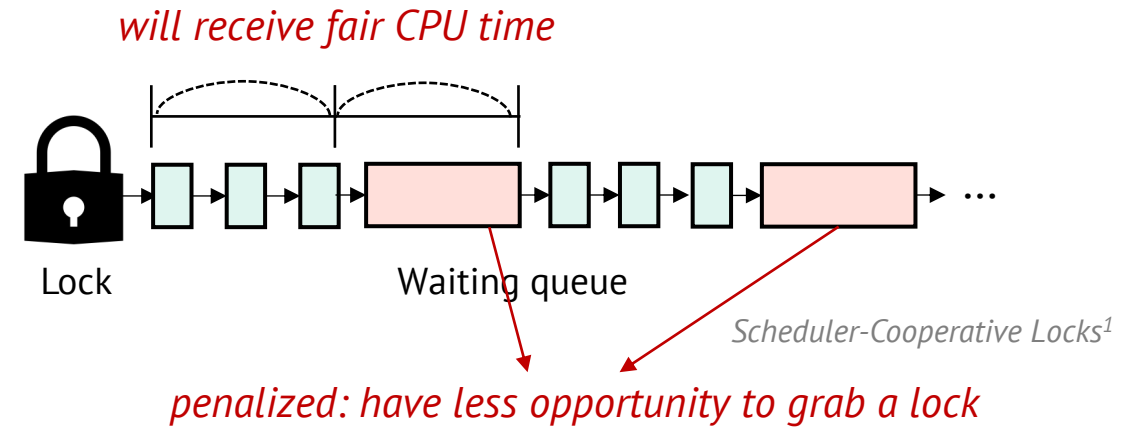 will receive fair CPU time
...
Lock
Waiting queue
Scheduler-Cooperative Locks¹
penalized: have less opportunity to grab a lock